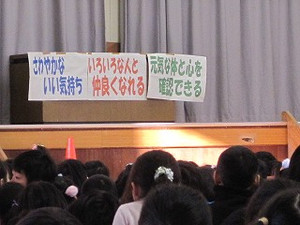 さわやかな
いい気持ち
いろいろな人と
仲良くなれる
元気な体と心を
確認できる